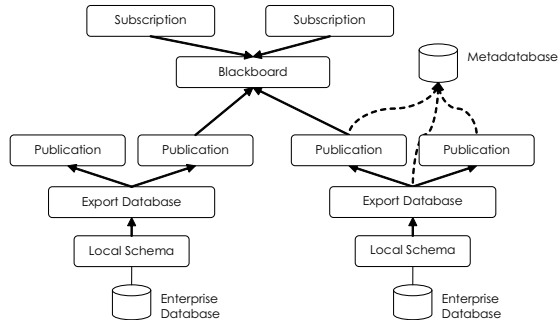 Subscription
Subscription
Blackboard
Metadatabase
Publication
Publication
Publication
Publication
Export Database
Export Database
Local Schema
Local Schema
Enterprise
Database
Enterprise
Database